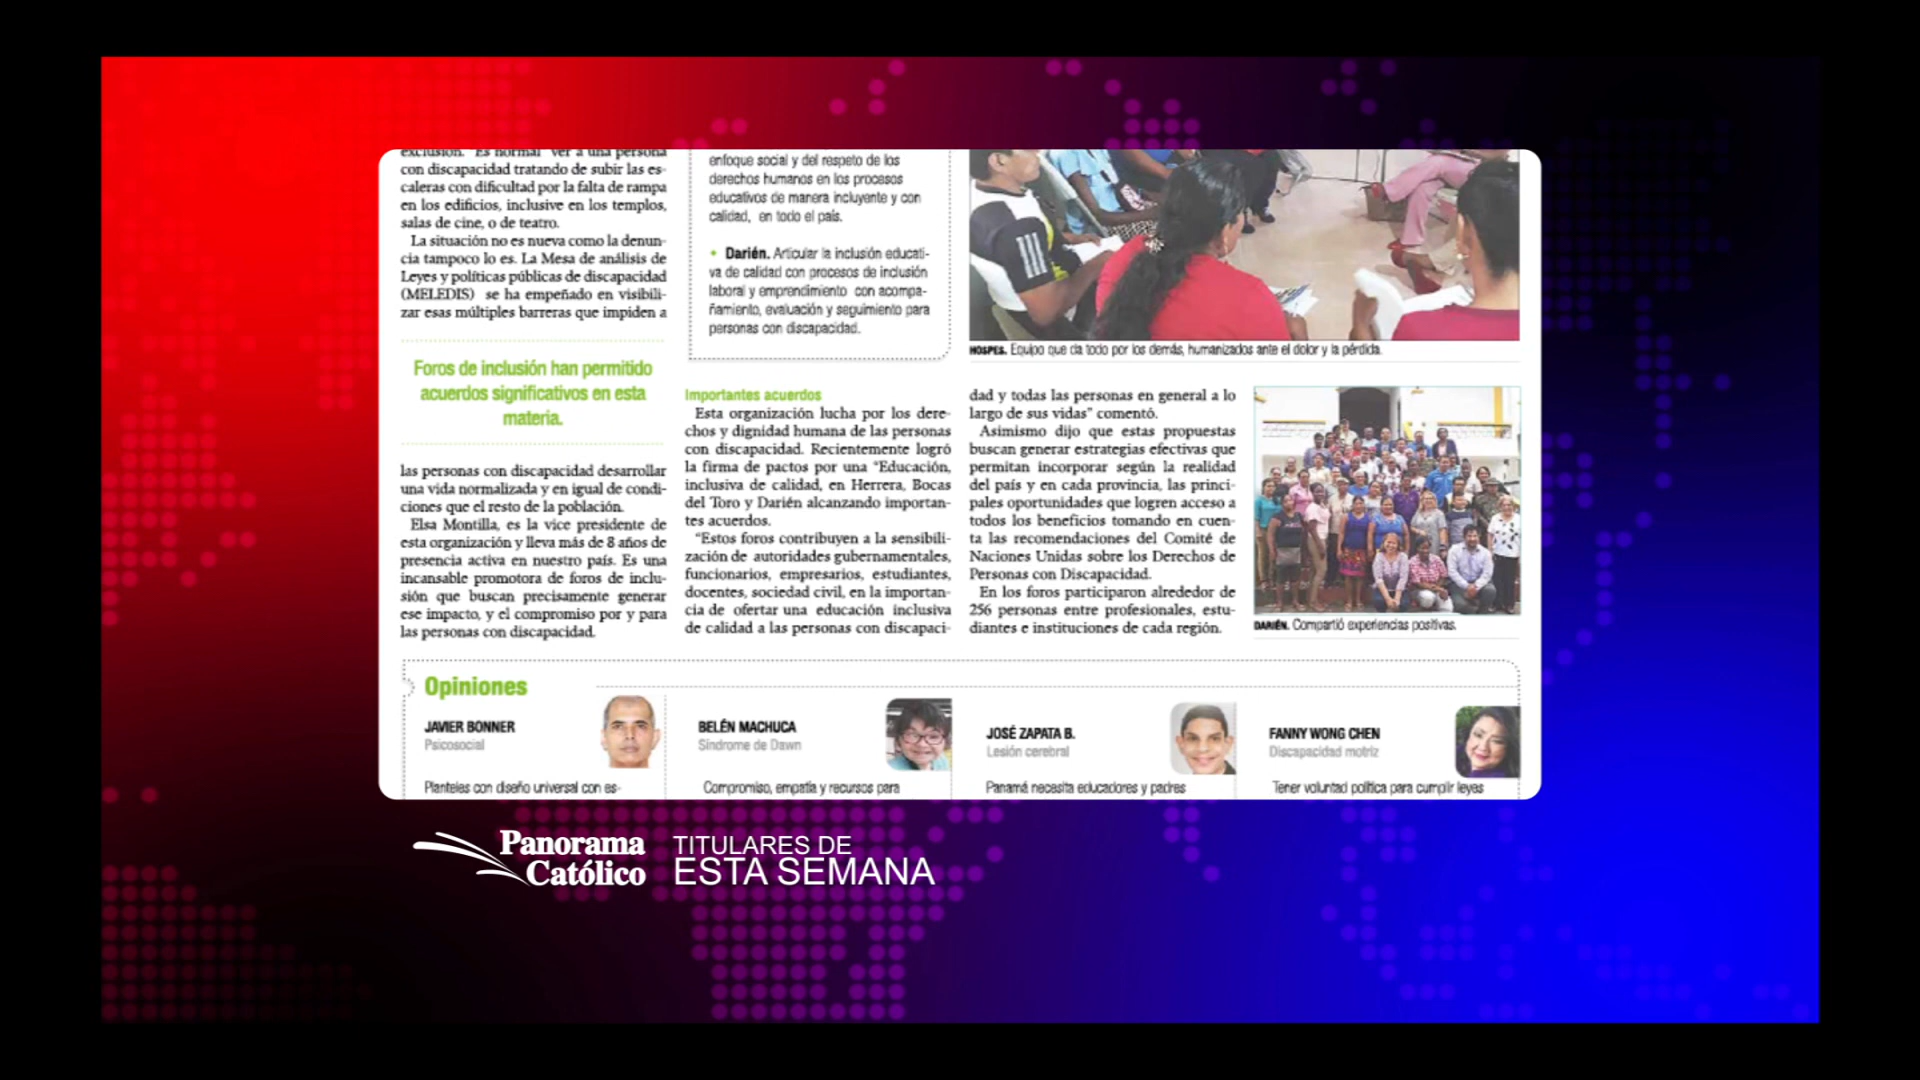 exclusión. "Es normal" ver a una persona
con discapacidad tratando de subir las es-
caleras con dificultad por la falta de rampa
en los edificios, inclusive en los templos,
salas de cine, o de teatro.
La situación no es nueva como la denun-
cia tampoco lo es. La Mesa de análisis de
Leyes y políticas públicas de discapacidad
(MELEDIS) se ha empeñado en visibili-
zar esas múltiples barreras que impiden a
Foros de inclusión han permitido
acuerdos significativos en esta
materia.
las personas con discapacidad desarrollar
una vida normalizada y en igual de condi-
ciones que el resto de la población.
Elsa Montilla, es la vice presidente de
esta organización y lleva más de 8 años de
presencia activa en nuestro país. Es una
incansable promotora de foros de inclu-
sión que buscan precisamente generar
ese impacto, y el compromiso por y para
las personas con discapacidad.
enfoque social y del respeto de los
derechos humanos en los procesos
educativos de manera incluyente y con
calidad, en todo el país.
• Darién. Articular la inclusión educati-
va de calidad con procesos de inclusión
laboral y emprendimiento con acompa-
ñamiento, evaluación y seguimiento para
personas con discapacidad.
Importantes acuerdos
Esta organización lucha por los dere-
chos y dignidad humana de las personas
con discapacidad. Recientemente logró
la firma de pactos por una "Educación,
inclusiva de calidad, en Herrera, Bocas
del Toro y Darién alcanzando importan-
tes acuerdos.
"Estos foros contribuyen a la sensibili-
zación de autoridades gubernamentales,
funcionarios, empresarios, estudiantes,
docentes, sociedad civil, en la importan-
cia de ofertar una educación inclusiva
de calidad a las personas con discapaci-
HOSPES. Equipo que da todo por los demás, humanizados ante el dolor y la pérdida.
dad y todas las personas en general a lo
largo de sus vidas" comentó.
Asimismo dijo que estas propuestas
buscan generar estrategias efectivas que
permitan incorporar según la realidad
del país y en cada provincia, las princi-
pales oportunidades que logren acceso a
todos los beneficios tomando en cuen-
ta las recomendaciones del Comité de
Naciones Unidas sobre los Derechos de
Personas con Discapacidad.
En los foros participaron alrededor de
256 personas entre profesionales, estu-
diantes e instituciones de cada región.
DARIÉN. Compartió experiencias positivas.
Opiniones
JAVIER BONNER
Psicosocial
Planteles con diseño universal con es-
BELÉN MACHUCA
Síndrome de Dawn
Compromiso, empatía y recursos para
JOSÉ ZAPATA B.
Lesión cerebral
Panamá necesita educadores y padres
FANNY WONG CHEN
Discapacidad motriz
Tener voluntad política para cumplir leyes
Panorama
Católico
TITULARES DE
ESTA SEMANA